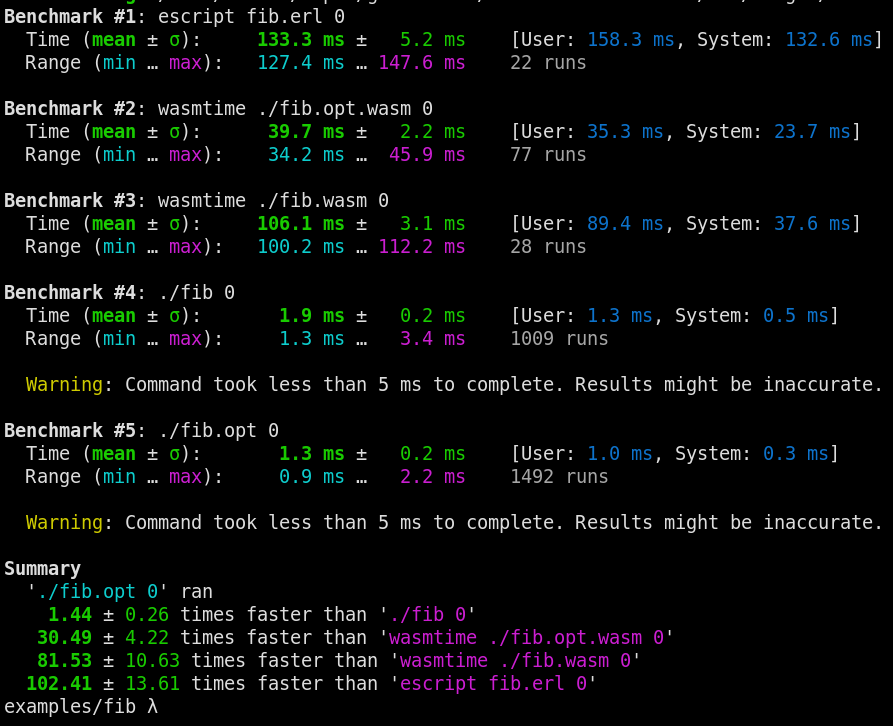 Benchmark #1: escript fib.erl 0
Time (mean ± σ): 133.3 ms ± 5.2 ms [User: 158.3 ms, System: 132.6 ms]
Range (min … max): 127.4 ms … 147.6 ms 22 runs
Benchmark #2: wasmtime ./fib.opt.wasm 0
Time (mean ± σ): 39.7 ms ± 2.2 ms [User: 35.3 ms, System: 23.7 ms]
Range (min … max): 34.2 ms … 45.9 ms 77 runs
Benchmark #3: wasmtime ./fib.wasm 0
Time (mean ± σ): 106.1 ms ± 3.1 ms [User: 89.4 ms, System: 37.6 ms]
Range (min … max): 100.2 ms … 112.2 ms 28 runs
Benchmark #4: ./fib 0
Time (mean ± σ): 1.9 ms ± 0.2 ms [User: 1.3 ms, System: 0.5 ms]
Range (min … max): 1.3 ms … 3.4 ms 1009 runs
Warning: Command took less than 5 ms to complete. Results might be inaccurate.
Benchmark #5: ./fib.opt 0
Time (mean ± σ): 1.3 ms ± 0.2 ms [User: 1.0 ms, System: 0.3 ms]
Range (min … max): 0.9 ms … 2.2 ms 1492 runs
Warning: Command took less than 5 ms to complete. Results might be inaccurate.
Summary
'./fib.opt 0' ran
1.44 ± 0.26 times faster than './fib 0'
30.49 ± 4.22 times faster than 'wasmtime ./fib.opt.wasm 0'
81.53 ± 10.63 times faster than 'wasmtime ./fib.wasm 0'
102.41 ± 13.61 times faster than 'escript fib.erl 0'
examples/fib λ